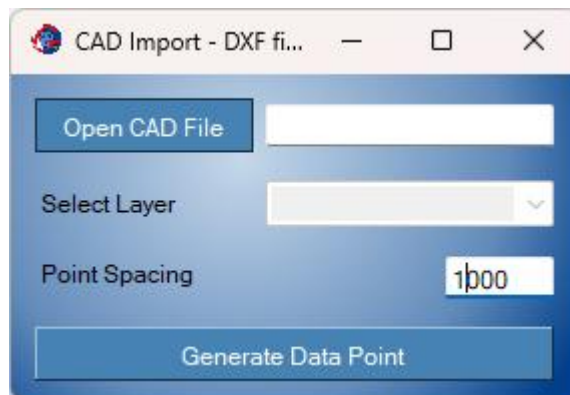 CAD Import - DXF fi...
Open CAD File
Select Layer
Point Spacing 1000
Generate Data Point